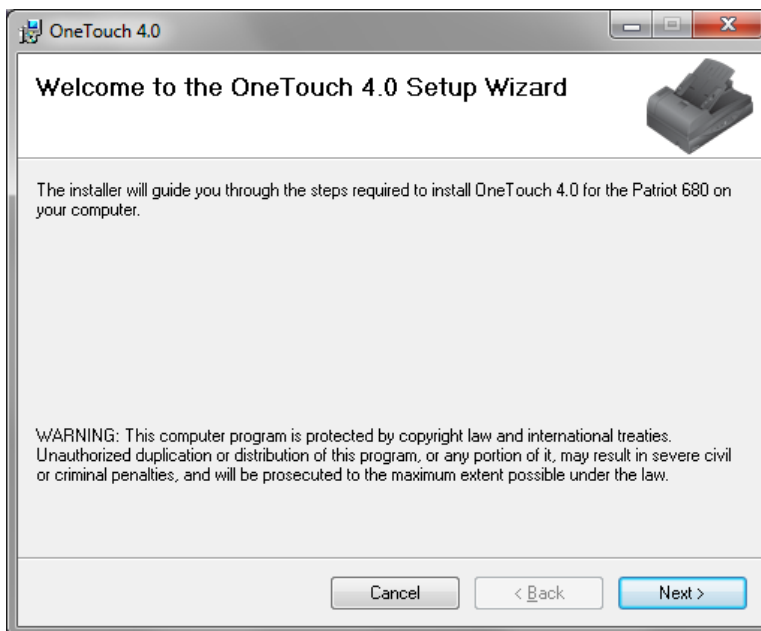 OneTouch 4.0
Welcome to the OneTouch 4.0 Setup Wizard
The installer will guide you through the steps required to install OneTouch 4.0 for the Patriot 680 on
your computer.
WARNING: This computer program is protected by copyright law and international treaties.
Unauthorized duplication or distribution of this program, or any portion of it, may result in severe civil
or criminal penalties, and will be prosecuted to the maximum extent possible under the law.
Cancel < Back Next >